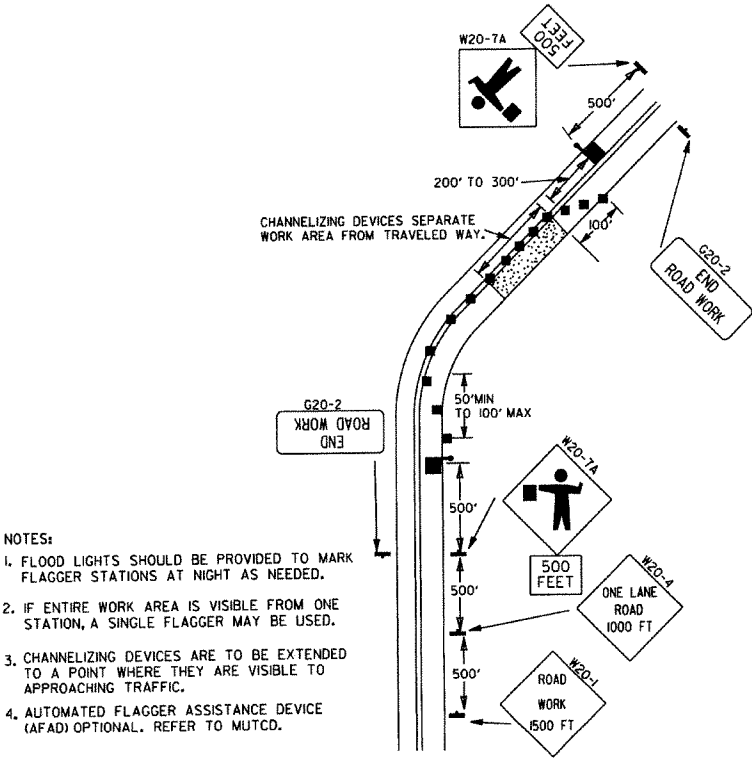 W20-7A
500
FEET
500'
200' TO 300'
CHANNELIZING DEVICES SEPARATE
WORK AREA FROM TRAVELED WAY.
100'
G20-2
END
ROAD WORK
50'MIN
TO 100' MAX
G20-2
END
ROAD WORK
W20-7A
500'
500
FEET
500'
W20-4
ONE LANE
ROAD
1000 FT
500'
W20-1
ROAD
WORK
1500 FT
NOTES:
1. FLOOD LIGHTS SHOULD BE PROVIDED TO MARK
FLAGGER STATIONS AT NIGHT AS NEEDED.
2. IF ENTIRE WORK AREA IS VISIBLE FROM ONE
STATION, A SINGLE FLAGGER MAY BE USED.
3. CHANNELIZING DEVICES ARE TO BE EXTENDED
TO A POINT WHERE THEY ARE VISIBLE TO
APPROACHING TRAFFIC.
4. AUTOMATED FLAGGER ASSISTANCE DEVICE
(AFAD) OPTIONAL. REFER TO MUTCD.